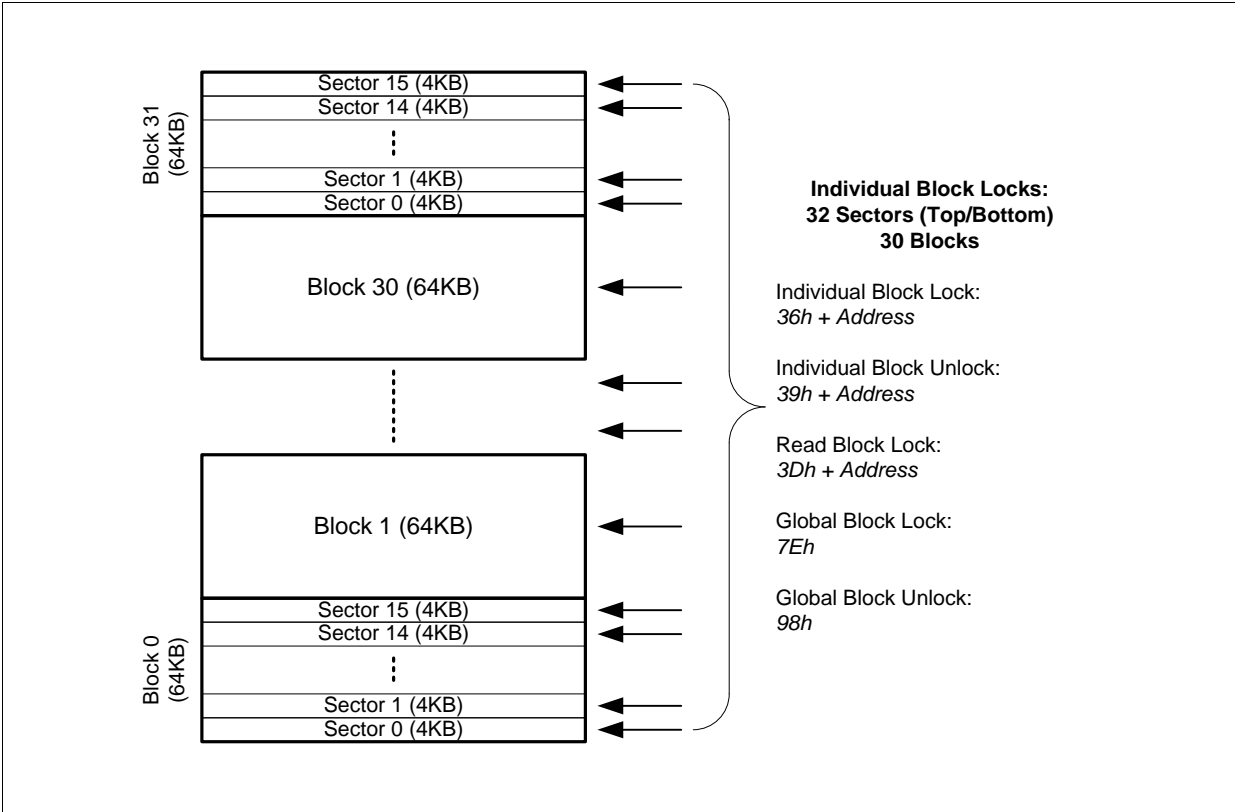 Block 31
(64KB)
Sector 15 (4KB)
Sector 14 (4KB)
Sector 1 (4KB)
Sector 0 (4KB)
Block 30 (64KB)
Block 1 (64KB)
Block 0
(64KB)
Sector 15 (4KB)
Sector 14 (4KB)
Sector 1 (4KB)
Sector 0 (4KB)
Individual Block Locks:
32 Sectors (Top/Bottom)
30 Blocks
Individual Block Lock:
36h + Address
Individual Block Unlock:
39h + Address
Read Block Lock:
3Dh + Address
Global Block Lock:
7Eh
Global Block Unlock:
98h